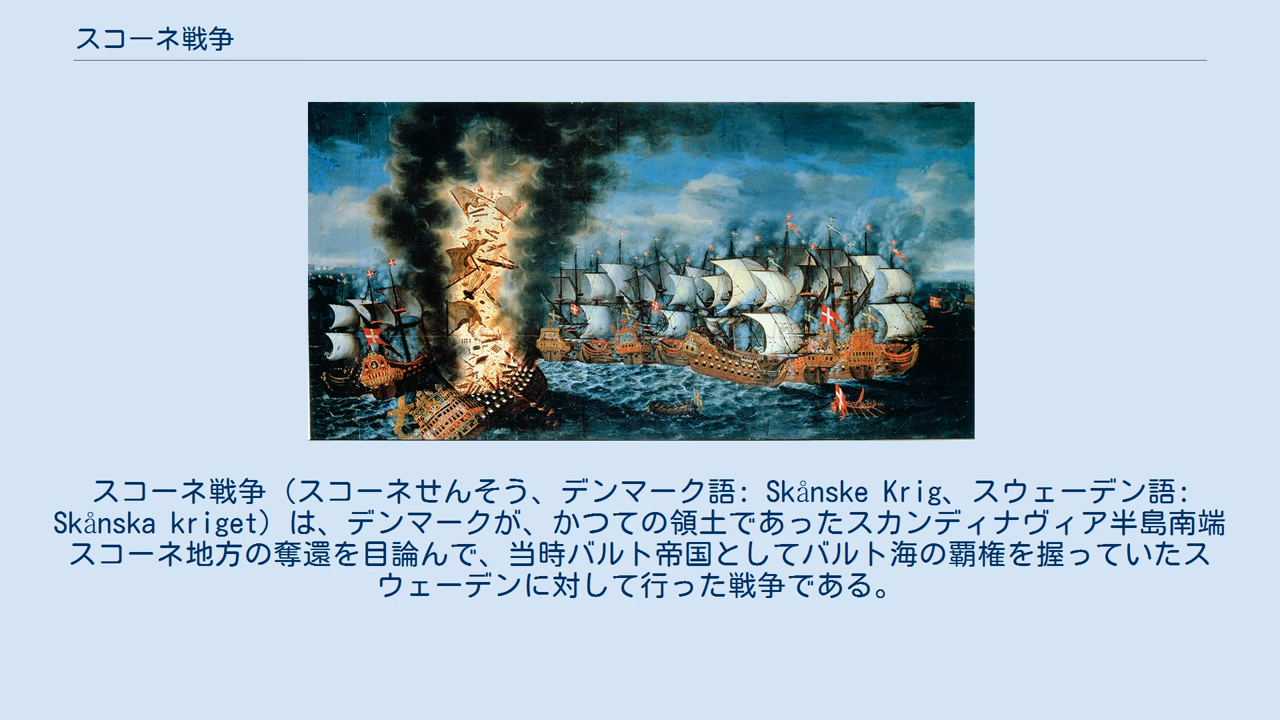 スコーネ戦争
スコーネ戦争（スコーネせんそう、デンマーク語: Skånske Krig、スウェーデン語:
Skånska kriget）は、デンマークが、かつての領土であったスカンディナヴィア半島南端
スコーネ地方の奪還を目論んで、当時バルト帝国としてバルト海の覇権を握っていたス
ウェーデンに対して行った戦争である。